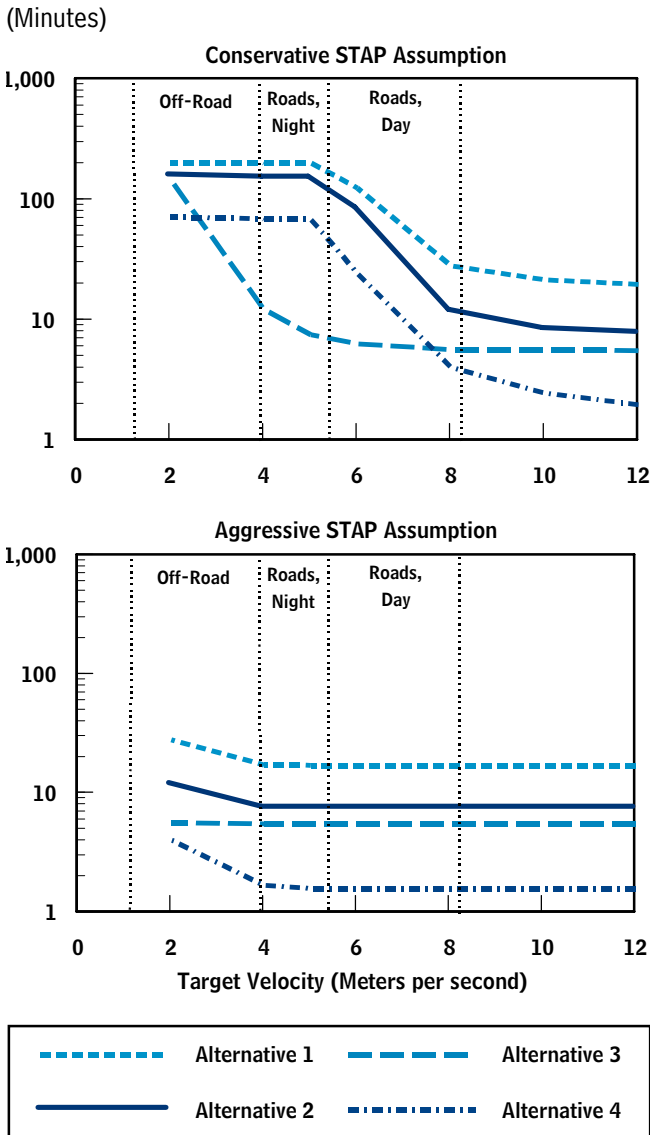 (Minutes)
Conservative STAP Assumption
1,000
Off-Road
Roads,
Night
Roads,
Day
100
10
1
0 2 4 6 8 10 12
Aggressive STAP Assumption
1,000
Off-Road
Roads,
Night
Roads,
Day
100
10
1
0 2 4 6 8 10 12
Target Velocity (Meters per second)
Alternative 1 Alternative 3
Alternative 2 Alternative 4